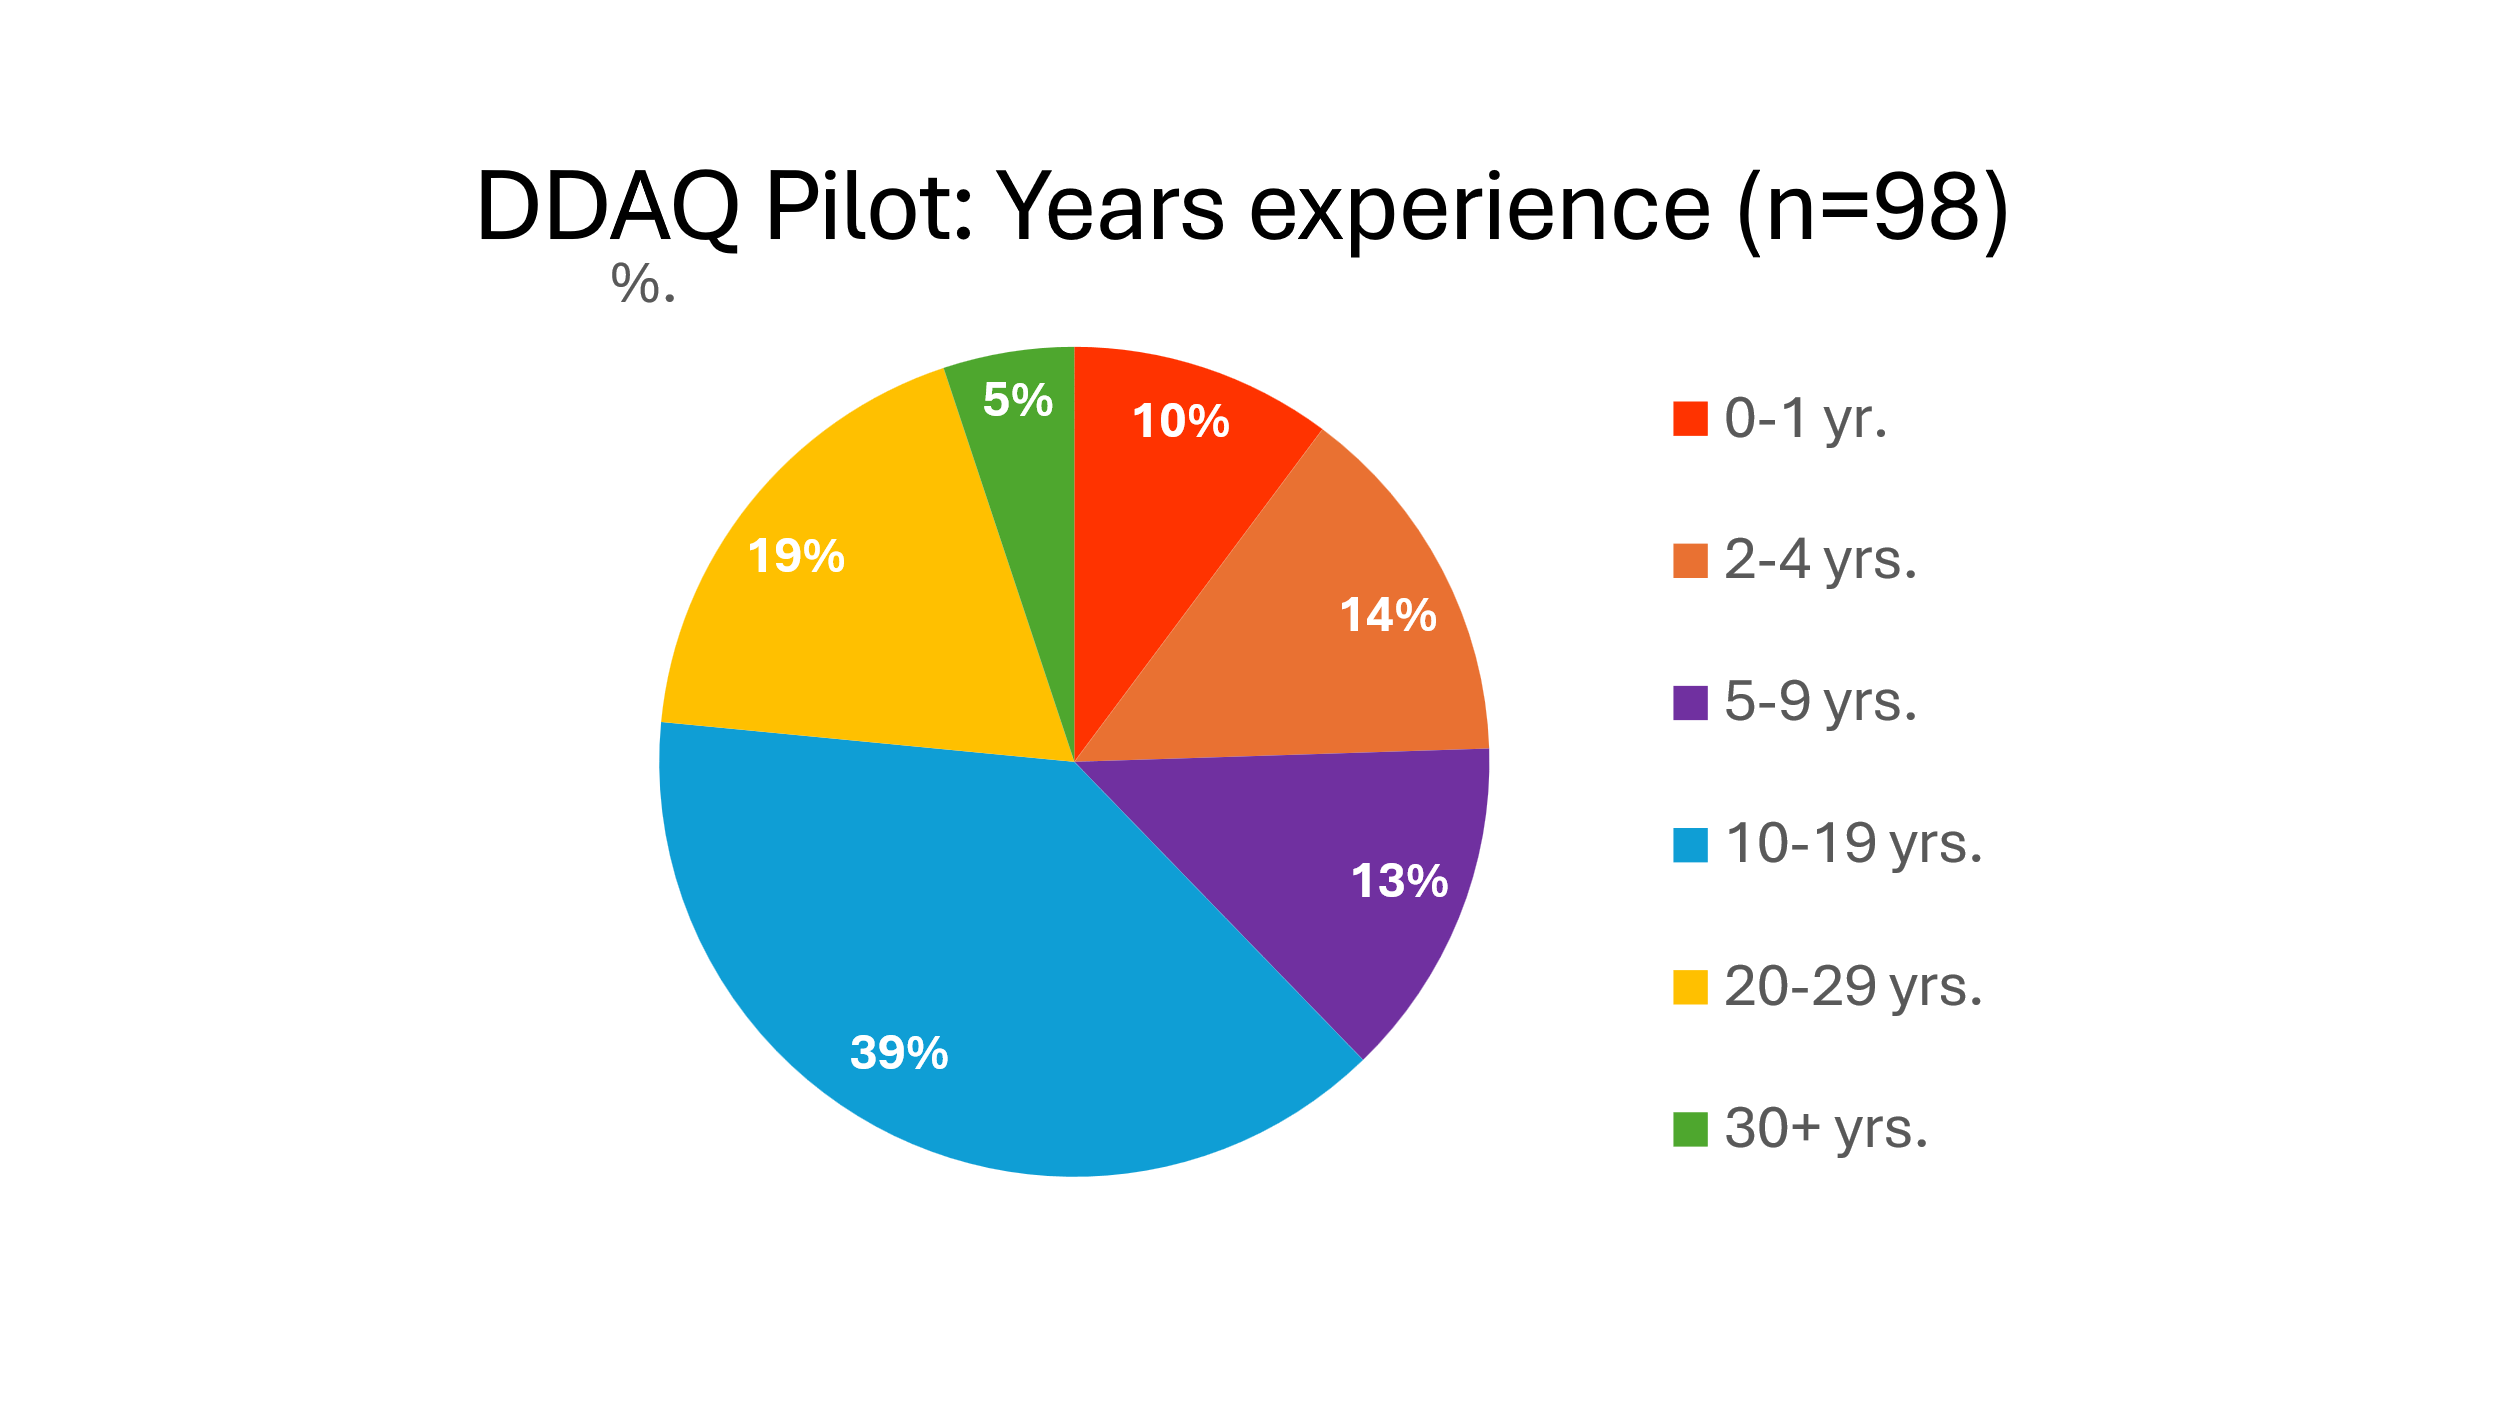 DDAQ Pilot: Years experience (n=98)
%.
5%
10%
19%
14%
13%
39%
0-1 yr.
2-4 yrs.
5-9 yrs.
10-19 yrs.
20-29 yrs.
30+ yrs.